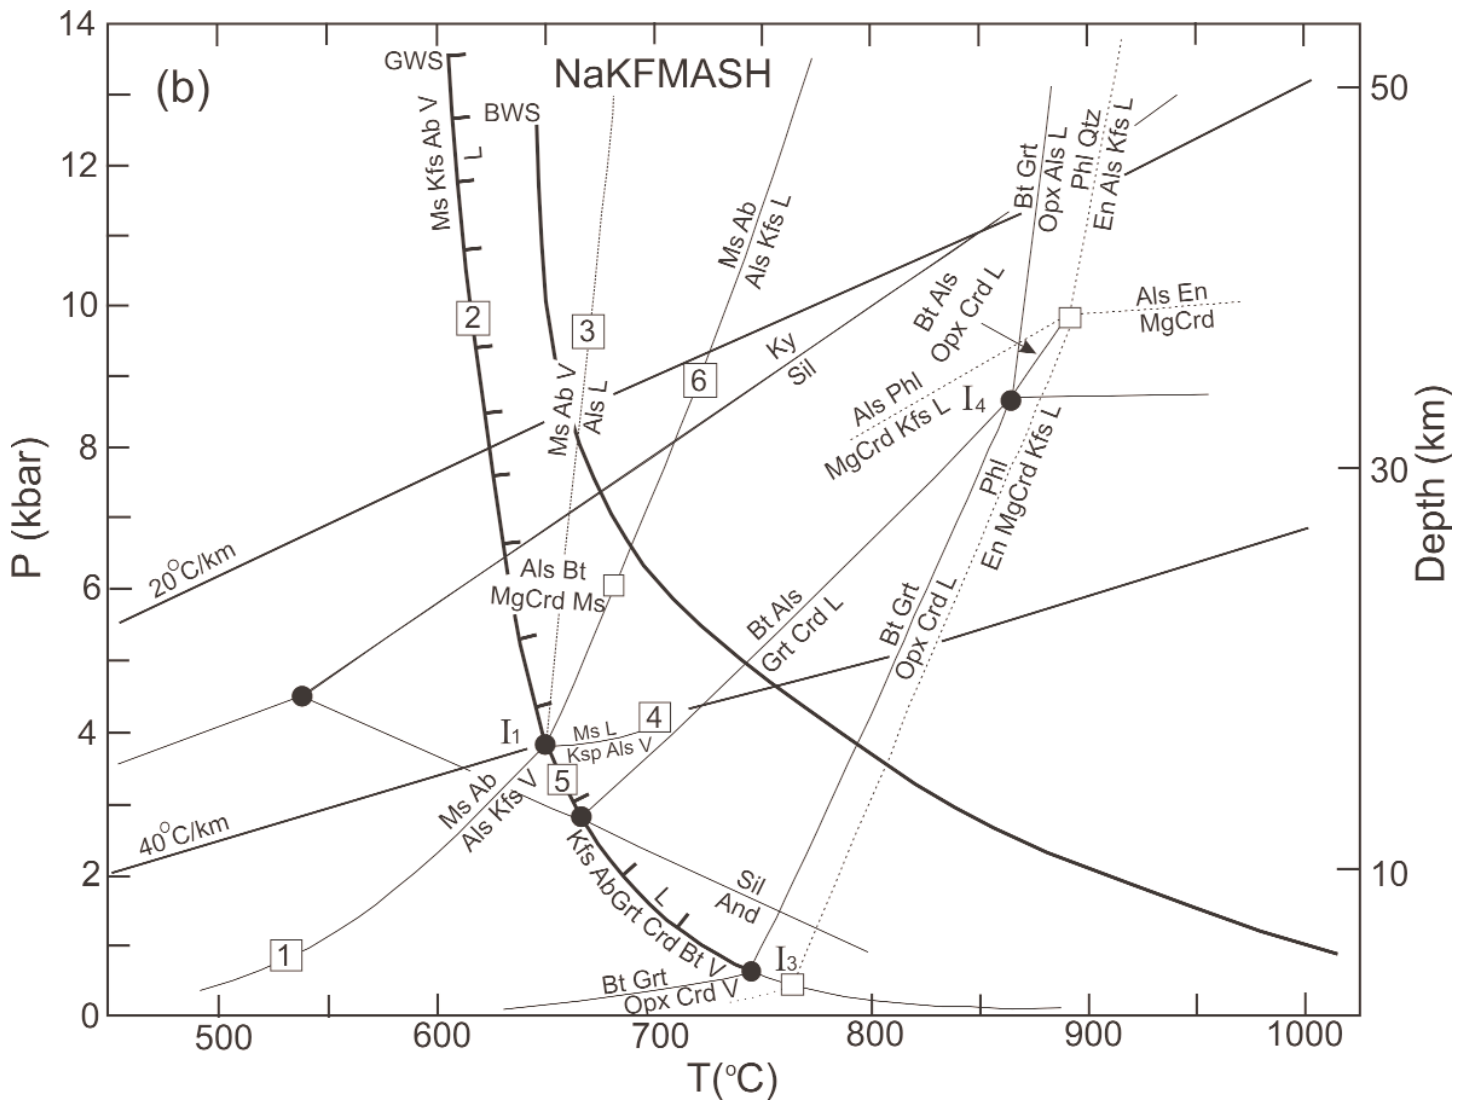 14
12
10
8
6
4
2
0
P (kbar)
50
30
10
Depth (km)
500
600
700
800
900
1000
T(°C)
(b)
NaKFMASH
GWS
BWS
Ms Kfs Ab V
L
2
3
Ms Ab V
Als L
Ms Ab
Als Kfs L
6
Ky
Sil
20°C/km
Bt Grt
Opx Als L
Phl Qtz
En Als Kfs L
Bt Als
Opx Crd L
Als En
MgCrd
Als Phl
MgCrd Kfs L
I4
Phl
En MgCrd Kfs L
Als Bt
MgCrd Ms
Bt Als
Grt Crd L
Bt Grt
Opx Crd L
I1
Ms L
Ksp Als V
4
5
40°C/km
Ms Ab
Als Kfs V
1
Kfs AbGrt Crd Bt V
L
Sil
And
I3
Bt Grt
Opx Crd V